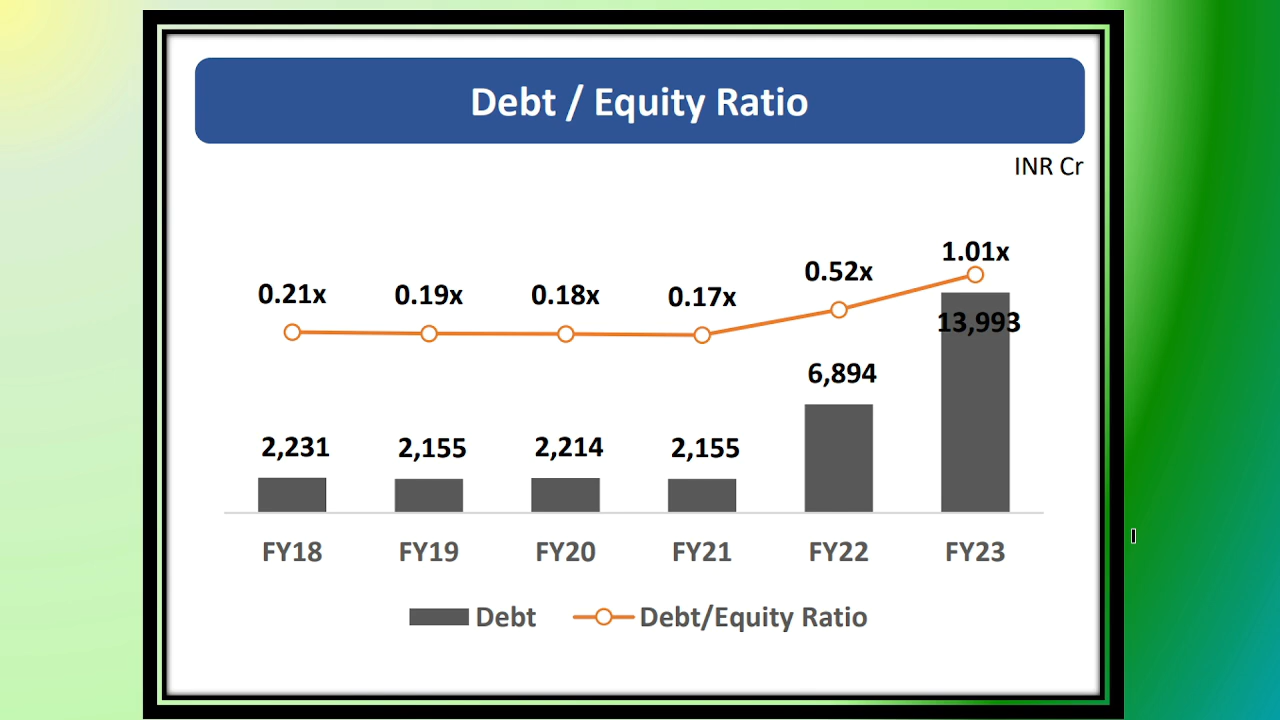 Debt / Equity Ratio
INR Cr
0.21x 0.19x 0.18x 0.17x 0.52x 1.01x
2,231 2,155 2,214 2,155 6,894 13,993
FY18 FY19 FY20 FY21 FY22 FY23
Debt Debt/Equity Ratio